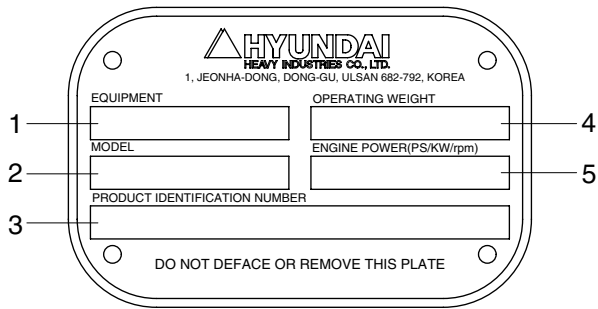 HYUNDAI
HEAVY INDUSTRIES CO., LTD.
1, JEONHA-DONG, DONG-GU, ULSAN 682-792, KOREA
EQUIPMENT OPERATING WEIGHT
1 4
MODEL ENGINE POWER(PS/KW/rpm)
2 5
PRODUCT IDENTIFICATION NUMBER
3
DO NOT DEFACE OR REMOVE THIS PLATE